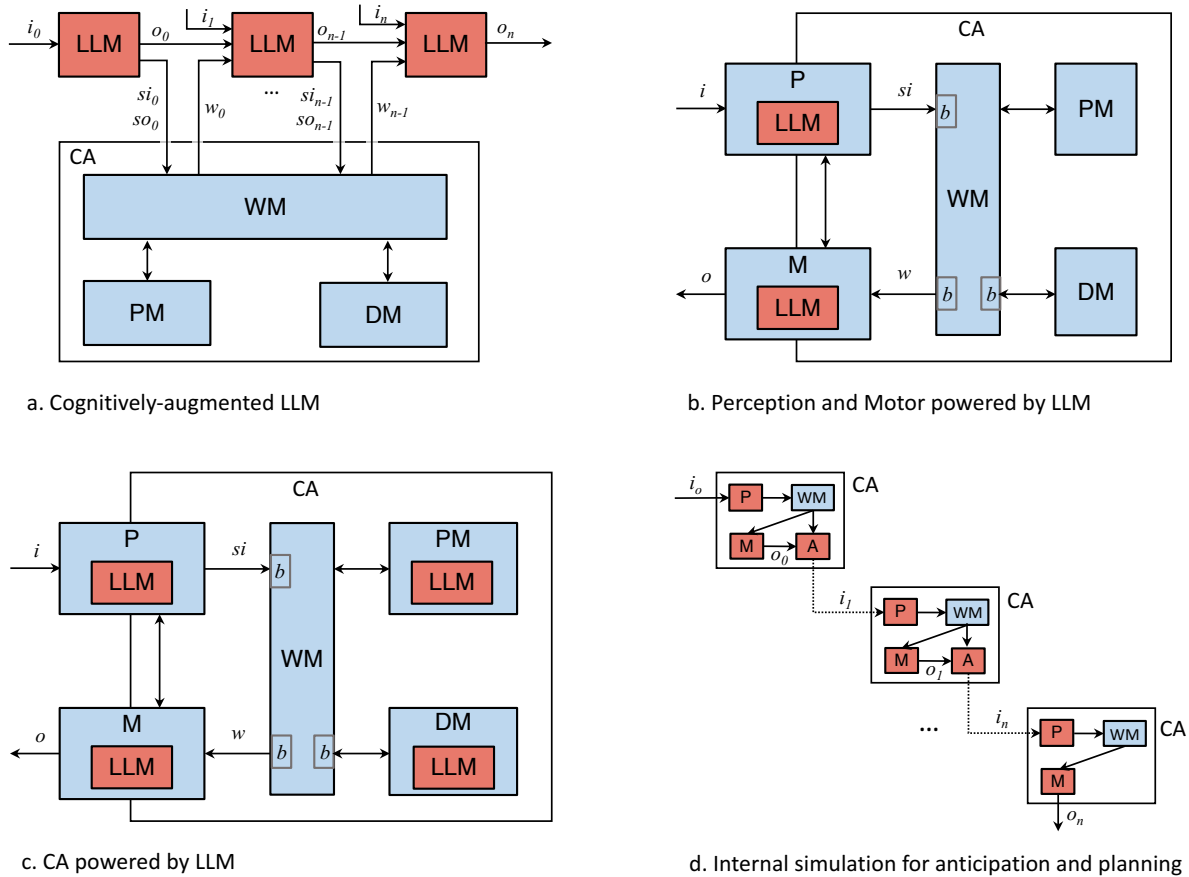 i0
LLM
o0
i1
LLM
on-1
in
LLM
on
si0
so0
w0
...
sin-1
son-1
wn-1
CA
WM
PM
DM
a. Cognitively-augmented LLM
CA
i
P
LLM
si
b
PM
WM
o
M
LLM
w
b
b
DM
b. Perception and Motor powered by LLM
CA
i
P
LLM
si
b
PM
LLM
WM
o
M
LLM
w
b
b
DM
LLM
c. CA powered by LLM
io
P
WM
CA
M
o0
A
i1
P
WM
CA
M
o1
A
...
in
P
WM
CA
M
on
d. Internal simulation for anticipation and planning